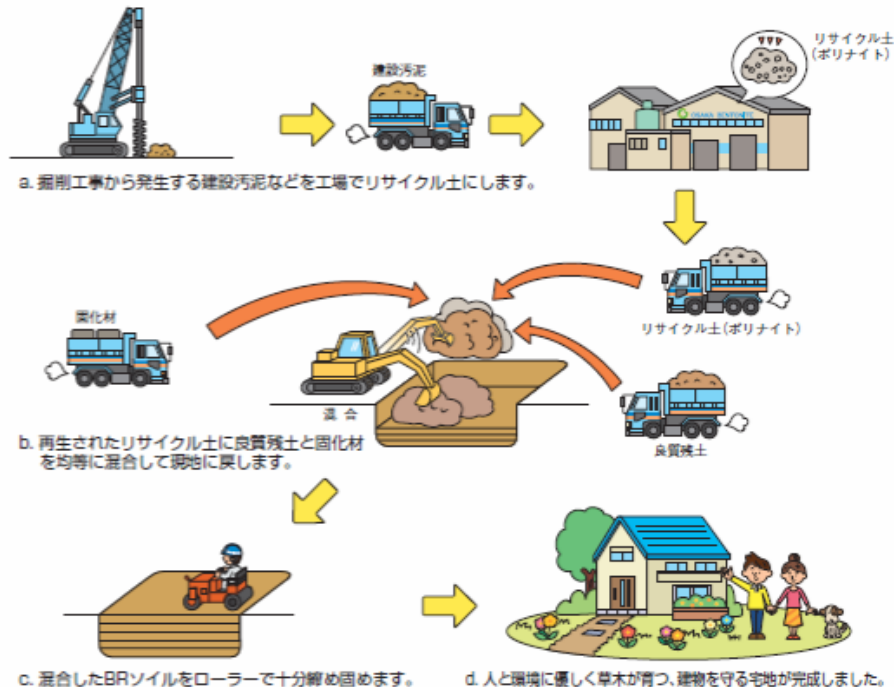 建設汚泥
リサイクル土
(ポリナイト)
OSAKA BENTONITE
a. 掘削工事から発生する建設汚泥などを工場でリサイクル土にします。
固化材
リサイクル土(ポリナイト)
混合
良質残土
b. 再生されたリサイクル土に良質残土と固化材
を均等に混合して現地に戻します。
c. 混合したBRソイルをローラーで十分締め固めます。
d. 人と環境に優しく草木が育つ、建物を守る宅地が完成しました。